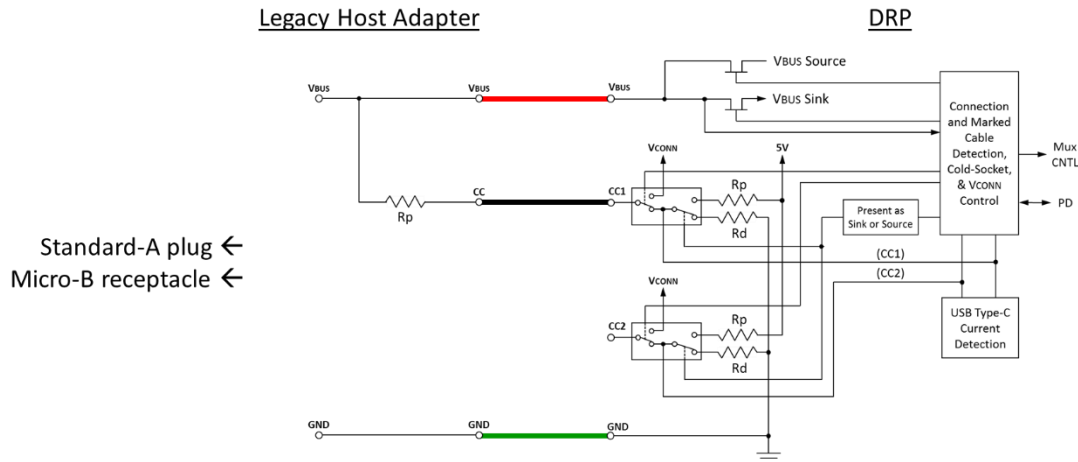 Legacy Host Adapter
DRP
VBUS
VBUS
VBUS
VBUS Source
VBUS Sink
Connection
and Marked
Cable
Detection,
Cold-Socket,
& VCONN
Control
Mux
CNTL
PD
VCONN
5V
Rp
CC
CC1
Rp
Rd
Present as
Sink or Source
Standard-A plug ←
Micro-B receptacle ←
(CC1)
(CC2)
VCONN
CC2
Rp
Rd
USB Type-C
Current
Detection
GND
GND
GND